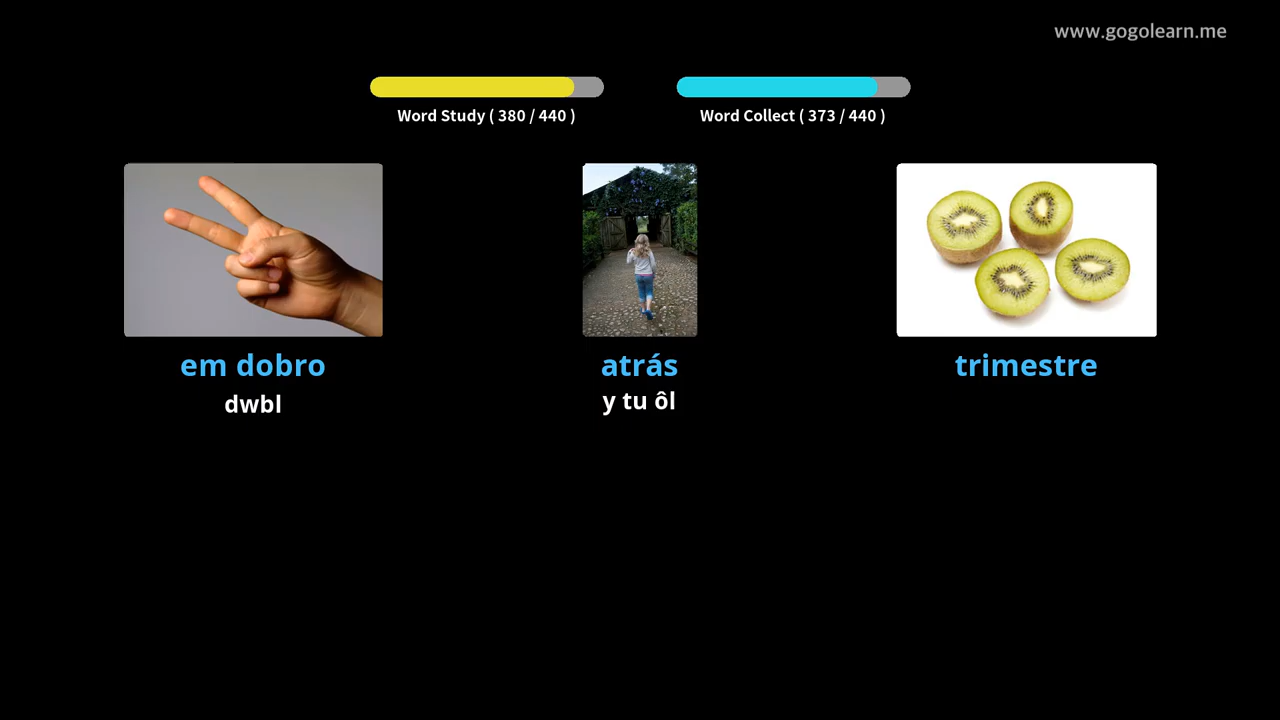 www.gogolearn.me
Word Study ( 380 / 440 )
Word Collect ( 373 / 440 )
em dobro
dwbl
atrás
y tu ôl
trimestre